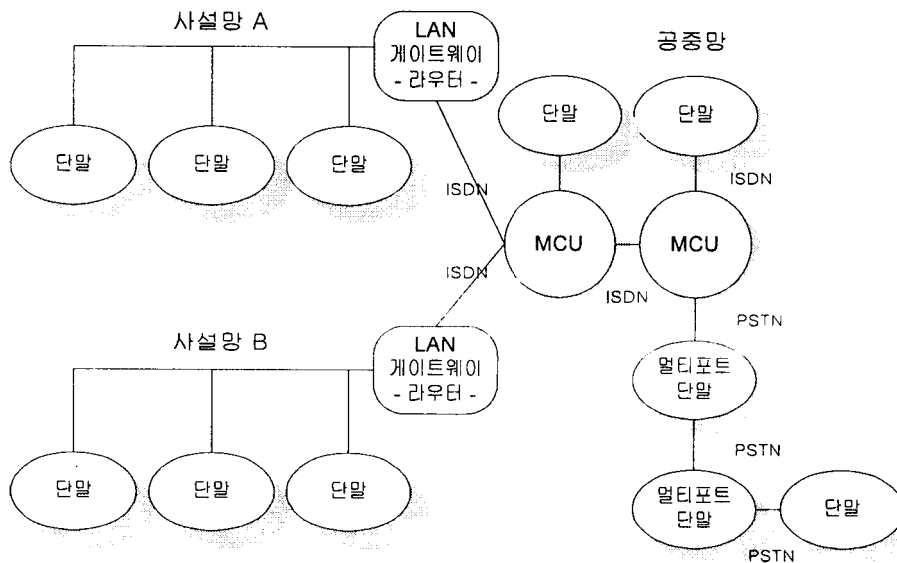 사설망 A
LAN
게이트웨이
- 라우터 -
공중망
단말
단말
단말
단말
단말
ISDN
ISDN
MCU
MCU
ISDN
ISDN
PSTN
사설망 B
LAN
게이트웨이
- 라우터 -
멀티포트
단말
PSTN
단말
단말
단말
멀티포트
단말
단말
PSTN